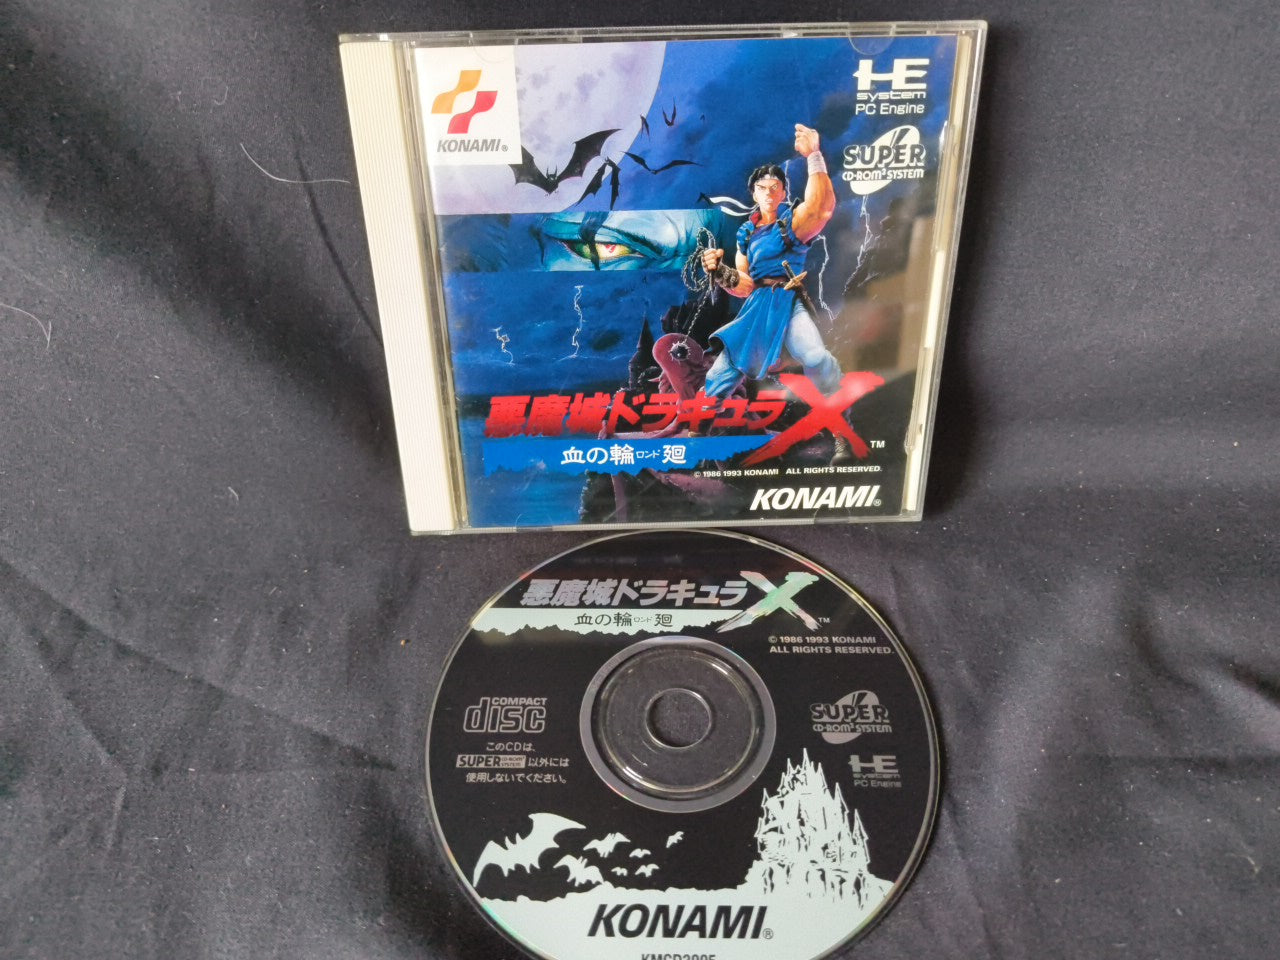 KONAMI®
HE
system
PC Engine
SUPER
CD-ROM² SYSTEM
悪魔城ドラキュラX
™
血の輪ロンド廻
© 1986 1993 KONAMI ALL RIGHTS RESERVED.
KONAMI®
悪魔城ドラキュラX
™
血の輪ロンド廻
© 1986 1993 KONAMI
ALL RIGHTS RESERVED.
COMPACT
disc
SUPER
CD-ROM² SYSTEM
このCDは、
SUPER CD-ROM² SYSTEM 以外には
使用しないでください。
HE
system
PC Engine
KONAMI®
KMCD3005